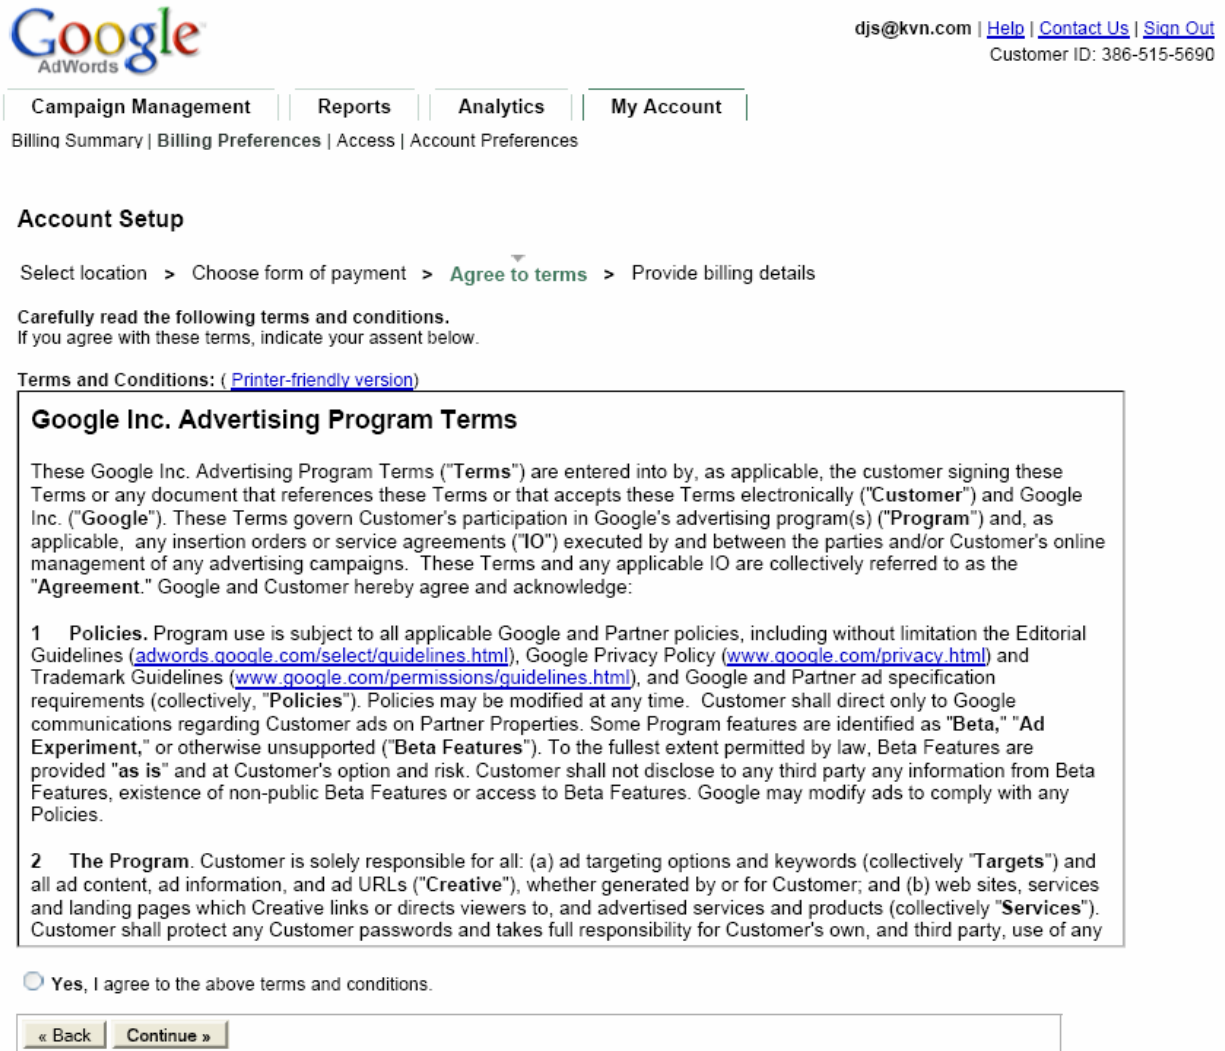 Google
AdWords
djs@kvn.com | Help | Contact Us | Sign Out
Customer ID: 386-515-5690
Campaign Management Reports Analytics My Account
Billing Summary | Billing Preferences | Access | Account Preferences
Account Setup
Select location > Choose form of payment > Agree to terms > Provide billing details
Carefully read the following terms and conditions.
If you agree with these terms, indicate your assent below.
Terms and Conditions: ( Printer-friendly version)
Google Inc. Advertising Program Terms
These Google Inc. Advertising Program Terms ("Terms") are entered into by, as applicable, the customer signing these
Terms or any document that references these Terms or that accepts these Terms electronically ("Customer") and Google
Inc. ("Google"). These Terms govern Customer's participation in Google's advertising program(s) ("Program") and, as
applicable, any insertion orders or service agreements ("IO") executed by and between the parties and/or Customer's online
management of any advertising campaigns. These Terms and any applicable IO are collectively referred to as the
"Agreement." Google and Customer hereby agree and acknowledge:
1 Policies. Program use is subject to all applicable Google and Partner policies, including without limitation the Editorial
Guidelines (adwords.google.com/select/guidelines.html), Google Privacy Policy (www.google.com/privacy.html) and
Trademark Guidelines (www.google.com/permissions/guidelines.html), and Google and Partner ad specification
requirements (collectively, "Policies"). Policies may be modified at any time. Customer shall direct only to Google
communications regarding Customer ads on Partner Properties. Some Program features are identified as "Beta," "Ad
Experiment," or otherwise unsupported ("Beta Features"). To the fullest extent permitted by law, Beta Features are
provided "as is" and at Customer's option and risk. Customer shall not disclose to any third party any information from Beta
Features, existence of non-public Beta Features or access to Beta Features. Google may modify ads to comply with any
Policies.
2 The Program. Customer is solely responsible for all: (a) ad targeting options and keywords (collectively "Targets") and
all ad content, ad information, and ad URLs ("Creative"), whether generated by or for Customer; and (b) web sites, services
and landing pages which Creative links or directs viewers to, and advertised services and products (collectively "Services").
Customer shall protect any Customer passwords and takes full responsibility for Customer's own, and third party, use of any
Yes, I agree to the above terms and conditions.
« Back Continue »